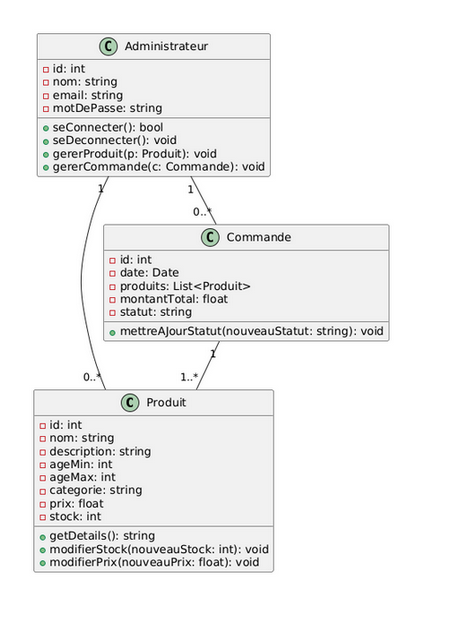 C Administrateur
id: int
nom: string
email: string
motDePasse: string
seConnecter(): bool
seDeconnecter(): void
gererProduit(p: Produit): void
gererCommande(c: Commande): void
1
1
0..*
C Commande
id: int
date: Date
produits: List<Produit>
montantTotal: float
statut: string
mettreAJourStatut(nouveauStatut: string): void
1
0..*
1..*
C Produit
id: int
nom: string
description: string
ageMin: int
ageMax: int
categorie: string
prix: float
stock: int
getDetails(): string
modifierStock(nouveauStock: int): void
modifierPrix(nouveauPrix: float): void